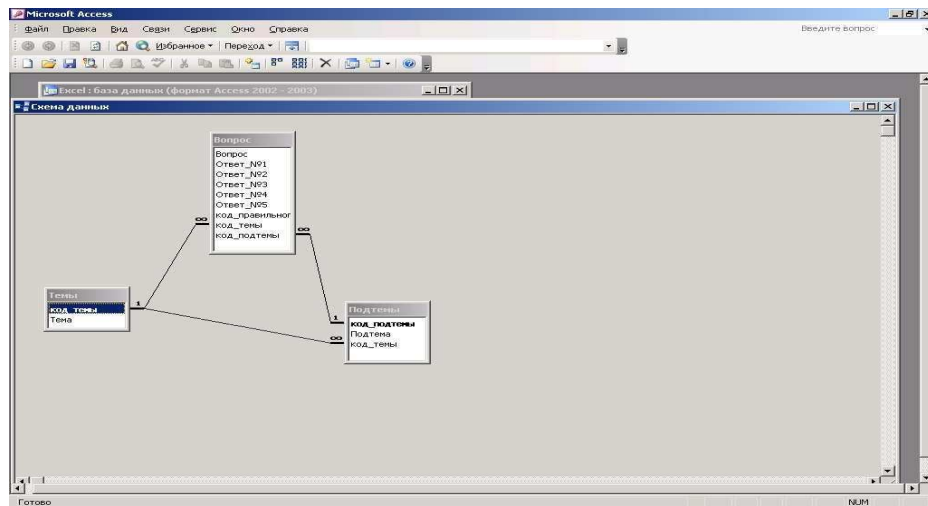 Microsoft Access
Файл Правка Вид Связи Сервис Окно Справка
Введите вопрос
Избранное Переход
Excel : база данных (формат Access 2002 - 2003)
Схема данных
Вопрос
Вопрос
Ответ_№1
Ответ_№2
Ответ_№3
Ответ_№4
Ответ_№5
код_правильног
код_темы
код_подтемы
∞
∞
Темы
код_темы
Тема
1
Подтемы
код_подтемы
Подтема
код_темы
1
∞
Готово
NUM